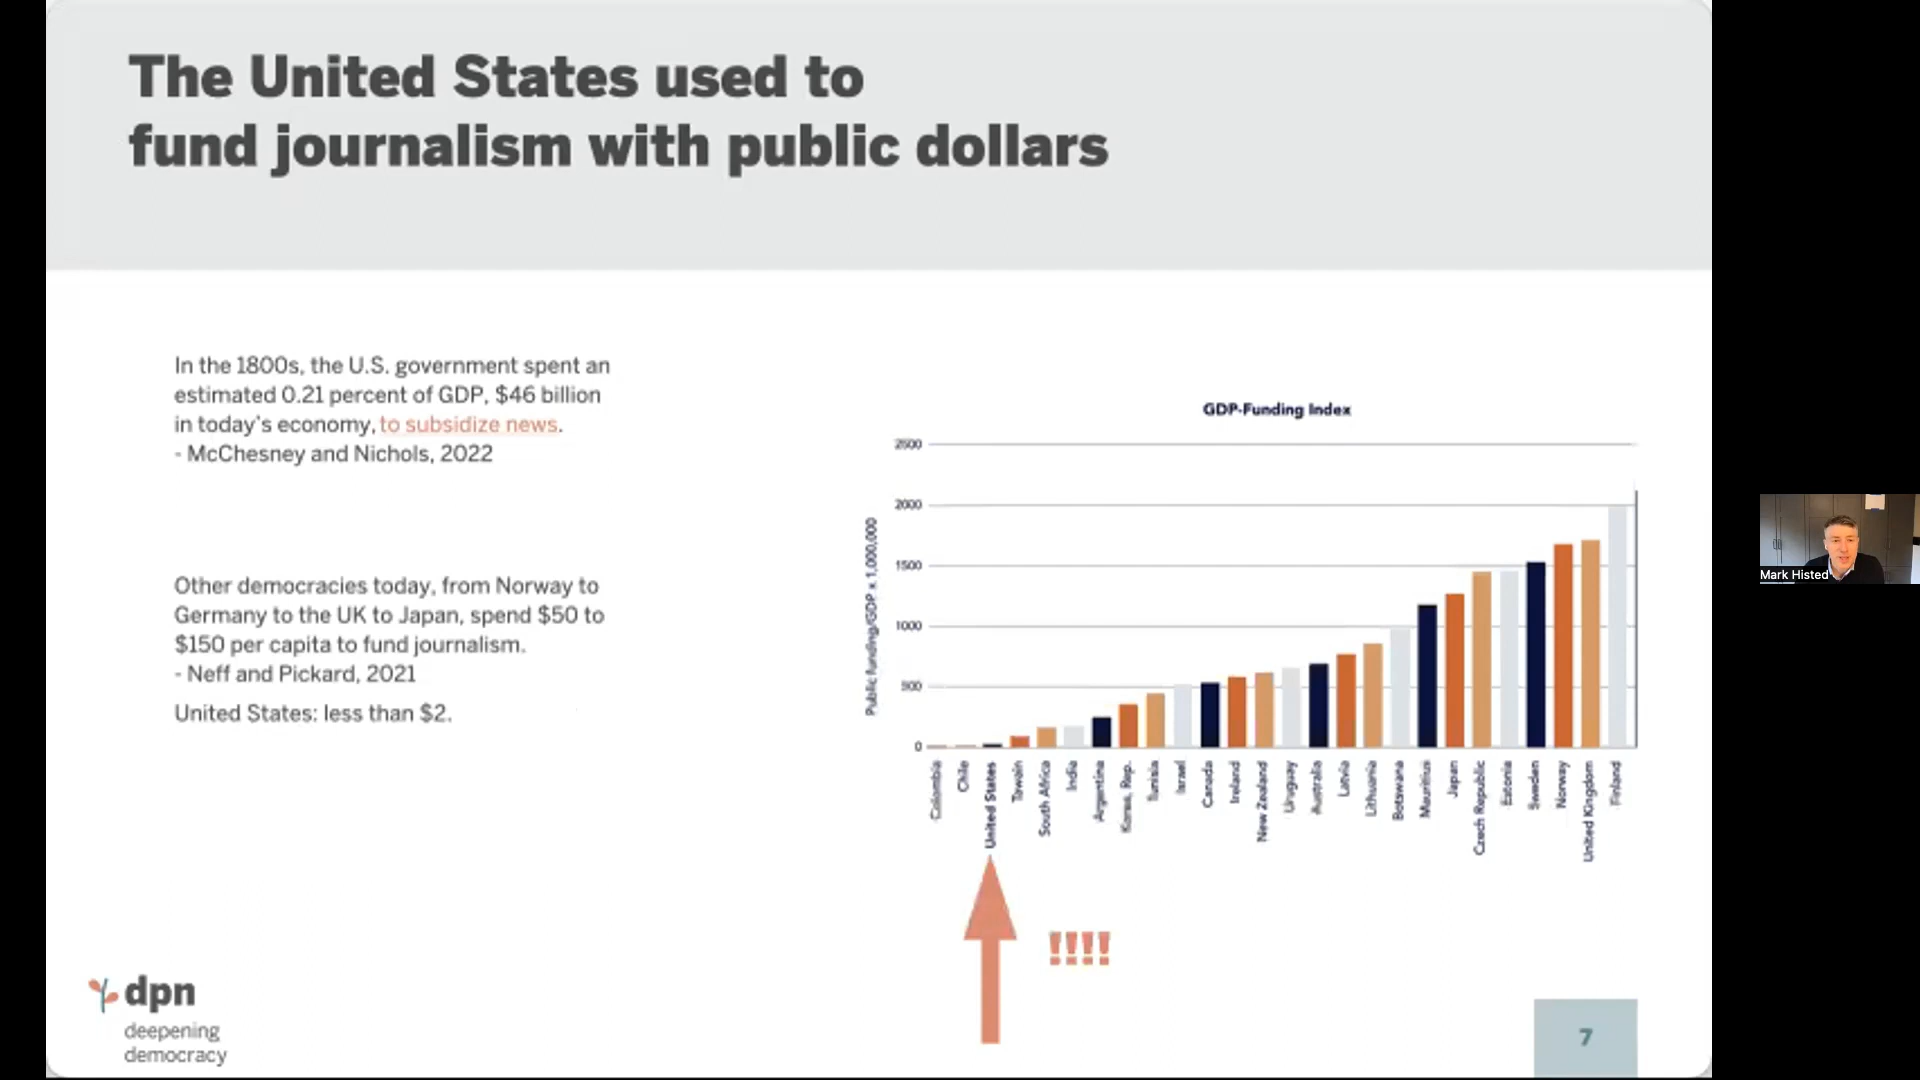 The United States used to
fund journalism with public dollars
In the 1800s, the U.S. government spent an
estimated 0.21 percent of GDP, $46 billion
in today's economy, to subsidize news.
- McChesney and Nichols, 2022
Other democracies today, from Norway to
Germany to the UK to Japan, spend $50 to
$150 per capita to fund journalism.
- Neff and Pickard, 2021
United States: less than $2.
GDP-Funding Index
Public funding/GDP x 1,000,000
2500
2000
1500
1000
500
0
Colombia
Chile
United States
Tawain
South Africa
India
Argentina
Korea, Rep.
Tunisia
Israel
Canada
Ireland
New Zealand
Uruguay
Australia
Latvia
Lithuania
Botswana
Mauritius
Japan
Czech Republic
Estonia
Sweden
Norway
United Kingdom
Finland
!!!!
dpn
deepening
democracy
7
Mark Histed